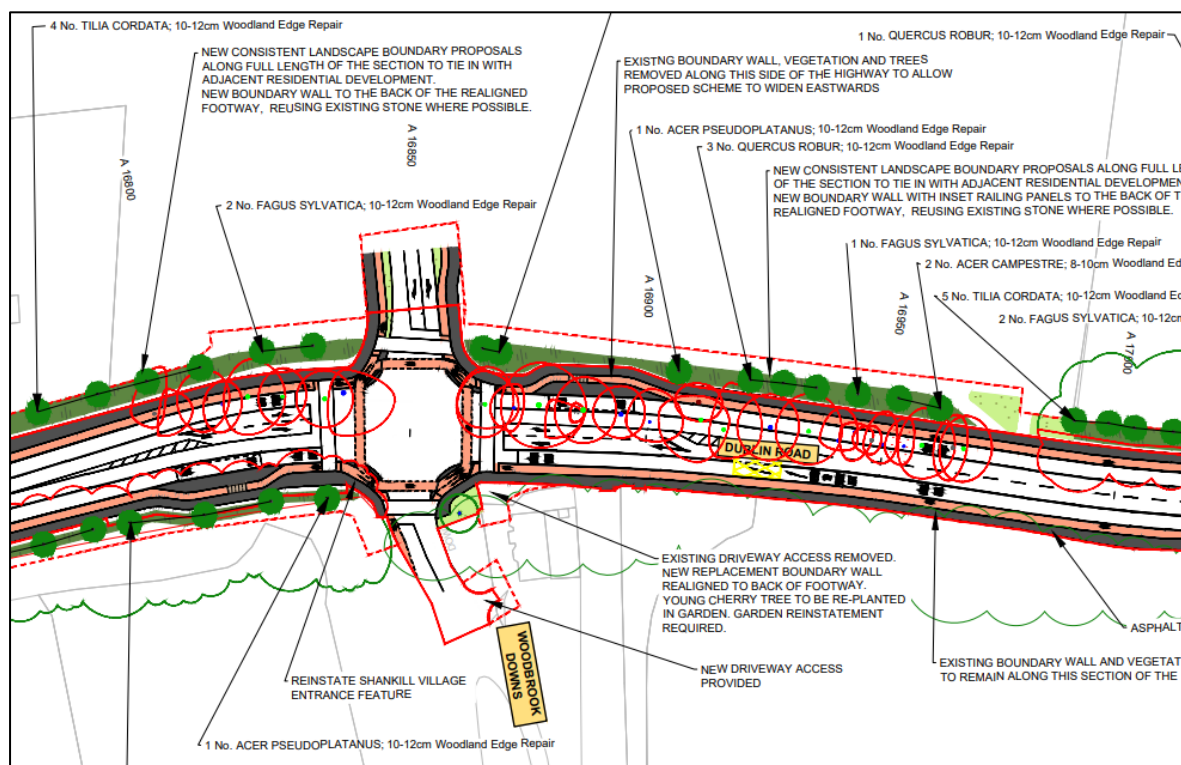 4 No. TILIA CORDATA; 10-12cm Woodland Edge Repair
NEW CONSISTENT LANDSCAPE BOUNDARY PROPOSALS
ALONG FULL LENGTH OF THE SECTION TO TIE IN WITH
ADJACENT RESIDENTIAL DEVELOPMENT.
NEW BOUNDARY WALL TO THE BACK OF THE REALIGNED
FOOTWAY, REUSING EXISTING STONE WHERE POSSIBLE.
1 No. QUERCUS ROBUR; 10-12cm Woodland Edge Repair
EXISTNG BOUNDARY WALL, VEGETATION AND TREES
REMOVED ALONG THIS SIDE OF THE HIGHWAY TO ALLOW
PROPOSED SCHEME TO WIDEN EASTWARDS
1 No. ACER PSEUDOPLATANUS; 10-12cm Woodland Edge Repair
3 No. QUERCUS ROBUR; 10-12cm Woodland Edge Repair
NEW CONSISTENT LANDSCAPE BOUNDARY PROPOSALS ALONG FULL LE
OF THE SECTION TO TIE IN WITH ADJACENT RESIDENTIAL DEVELOPMEN
NEW BOUNDARY WALL WITH INSET RAILING PANELS TO THE BACK OF T
REALIGNED FOOTWAY, REUSING EXISTING STONE WHERE POSSIBLE.
A 16800
A 16850
2 No. FAGUS SYLVATICA; 10-12cm Woodland Edge Repair
1 No. FAGUS SYLVATICA; 10-12cm Woodland Edge Repair
2 No. ACER CAMPESTRE; 8-10cm Woodland Ed
5 No. TILIA CORDATA; 10-12cm Woodland Ed
2 No. FAGUS SYLVATICA; 10-12cm
A 16900
A 16950
A 17000
DUBLIN ROAD
EXISTING DRIVEWAY ACCESS REMOVED.
NEW REPLACEMENT BOUNDARY WALL
REALIGNED TO BACK OF FOOTWAY.
YOUNG CHERRY TREE TO BE RE-PLANTED
IN GARDEN. GARDEN REINSTATEMENT
REQUIRED.
ASPHALT
WOODBROOK
DOWNS
NEW DRIVEWAY ACCESS
PROVIDED
EXISTING BOUNDARY WALL AND VEGETAT
TO REMAIN ALONG THIS SECTION OF THE
REINSTATE SHANKILL VILLAGE
ENTRANCE FEATURE
1 No. ACER PSEUDOPLATANUS; 10-12cm Woodland Edge Repair